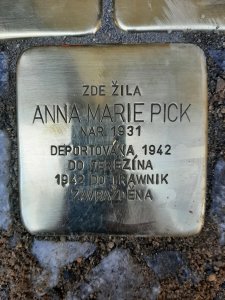 ZDE ŽILA
ANNA MARIE PICK
NAR. 1931
DEPORTOVÁNA 1942
DO TEREZÍNA
1942 DO TRAWNIK
ZAVRAŽDĚNA